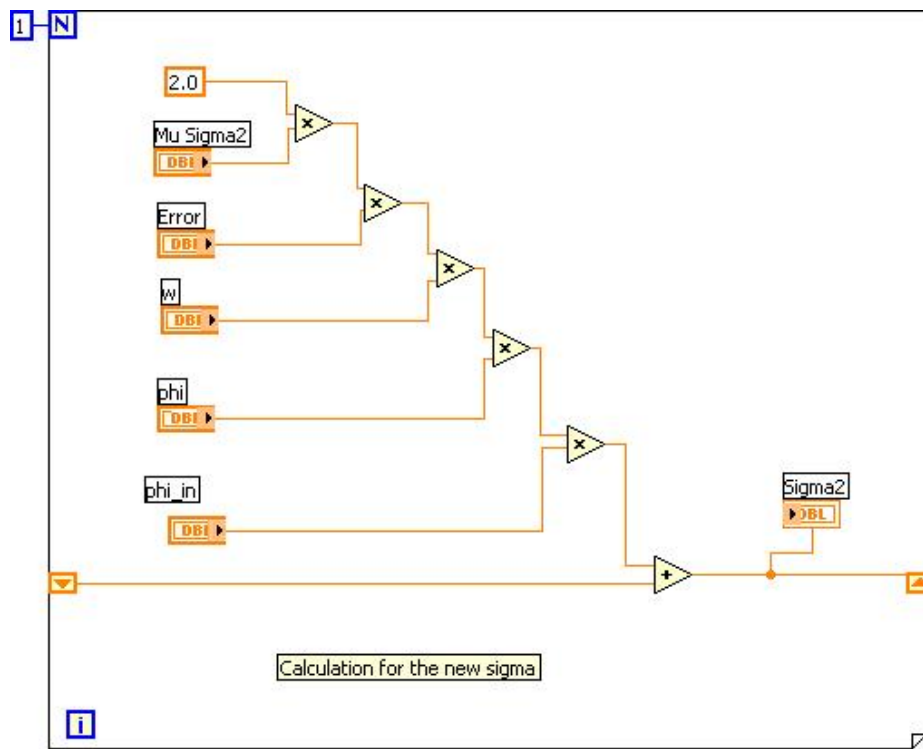 1 N
2.0
Mu Sigma2
DBL
Error
DBL
w
DBL
phi
DBL
phi_in
DBL
Sigma2
DBL
Calculation for the new sigma
i